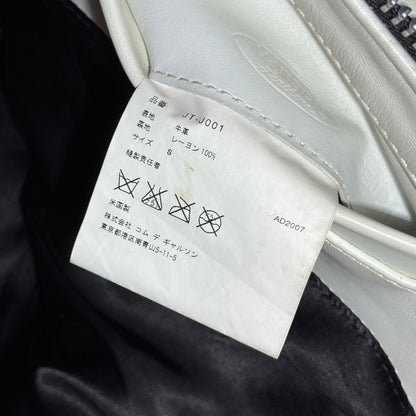 品番 JT-J001
表地 牛革
裏地 レーヨン100%
サイズ S
縫製責任者
米国製
AD2007
株式会社 コム デ ギャルソン
東京都港区南青山5-11-5